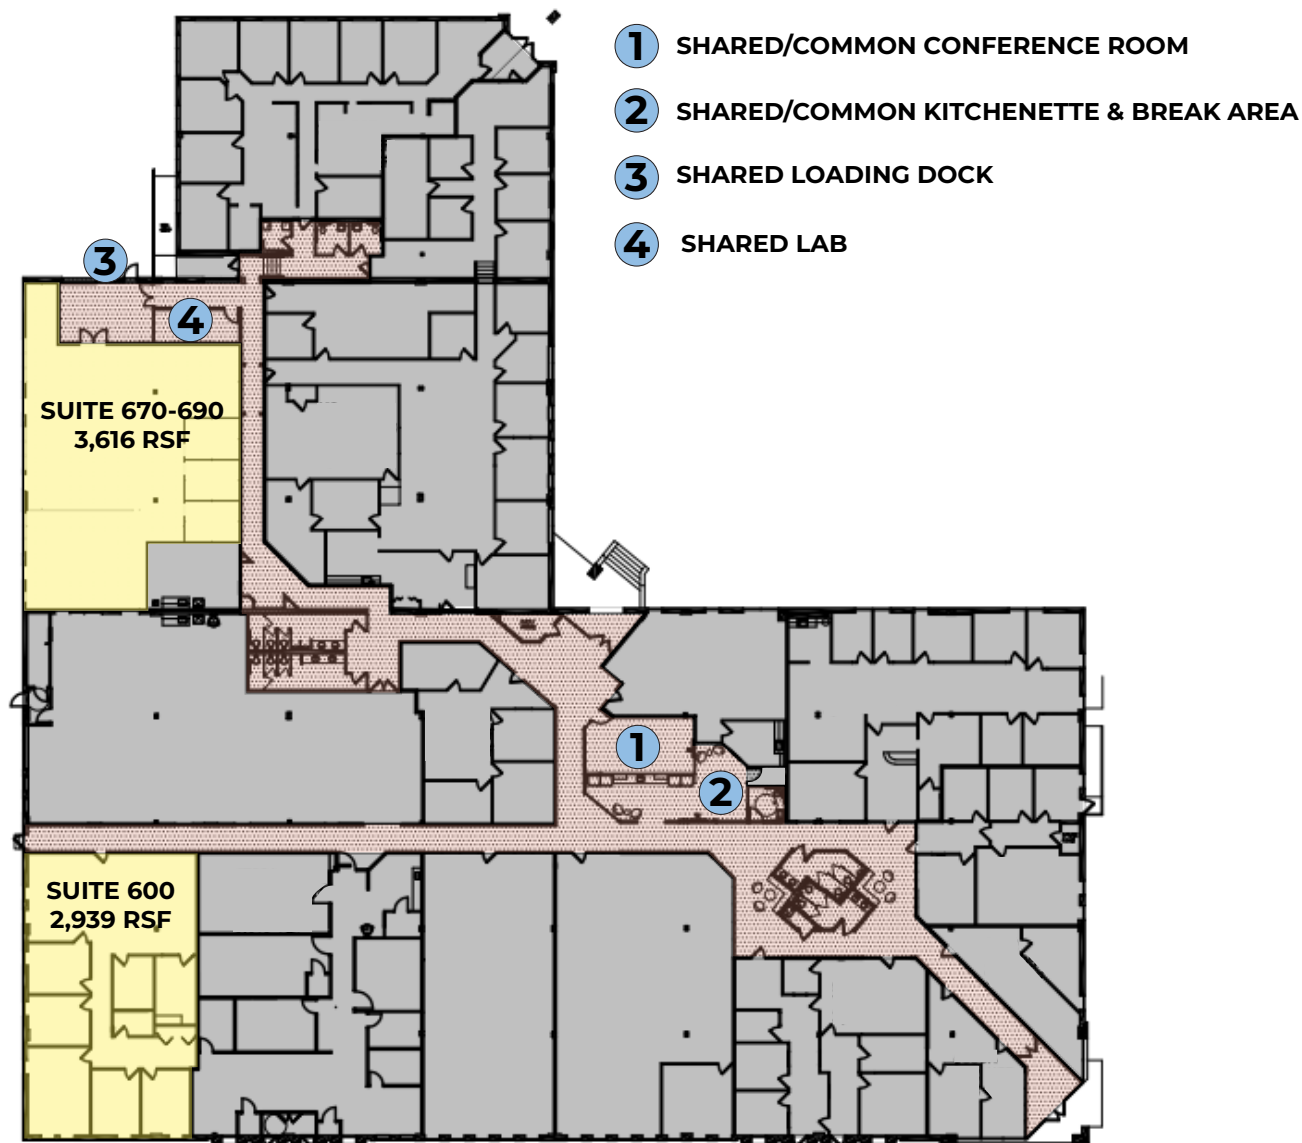 1 SHARED/COMMON CONFERENCE ROOM
2 SHARED/COMMON KITCHENETTE & BREAK AREA
3 SHARED LOADING DOCK
4 SHARED LAB
3
4
SUITE 670-690
3,616 RSF
1
2
SUITE 600
2,939 RSF